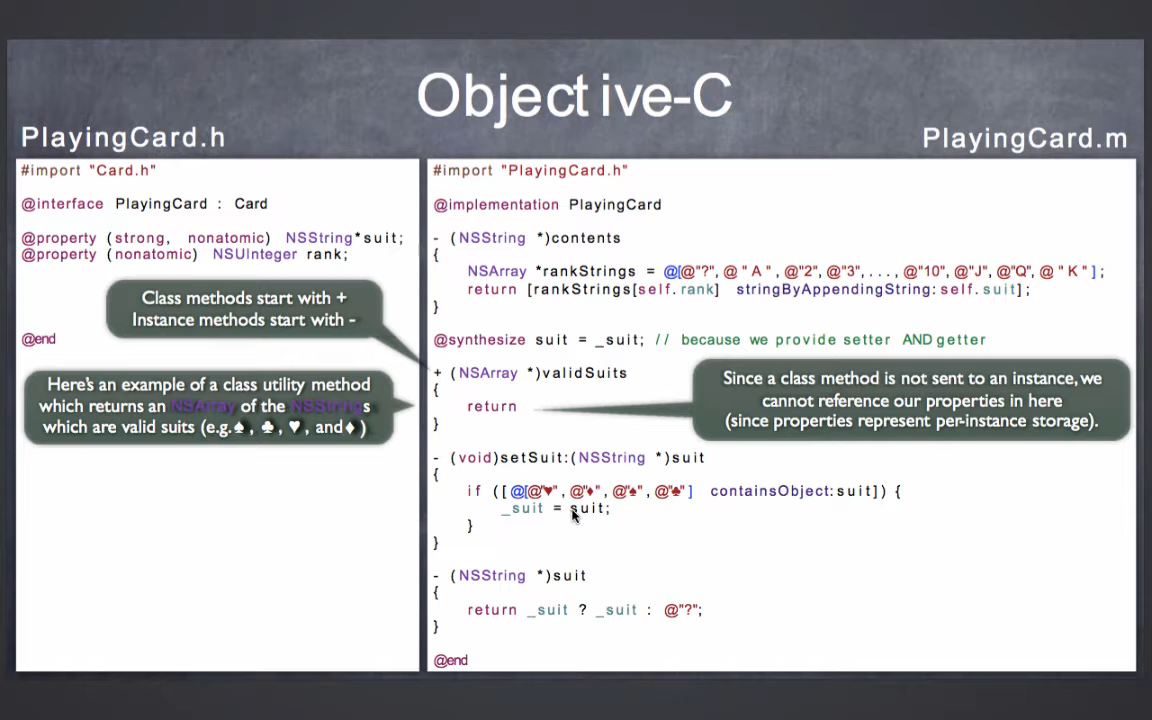 Objective-C
PlayingCard.h
PlayingCard.m
#import "Card.h"
@interface PlayingCard : Card
@property (strong, nonatomic) NSString *suit;
@property (nonatomic) NSUInteger rank;
@end
Class methods start with +
Instance methods start with -
Here's an example of a class utility method
which returns an NSArray of the NSStrings
which are valid suits (e.g. ♠, ♣, ♥, and ♦)
#import "PlayingCard.h"
@implementation PlayingCard
- (NSString *)contents
{
NSArray *rankStrings = @[@"?", @"A", @"2", @"3",...,@"10", @"J", @"Q", @"K"];
return [rankStrings[self.rank] stringByAppendingString:self.suit];
}
@synthesize suit = _suit; // because we provide setter AND getter
+ (NSArray *)validSuits
{
return
}
Since a class method is not sent to an instance, we
cannot reference our properties in here
(since properties represent per-instance storage).
- (void)setSuit:(NSString *)suit
{
if ([@[@"♥", @"♦", @"♠", @"♣"] containsObject:suit]) {
_suit = suit;
}
}
- (NSString *)suit
{
return _suit ? _suit : @"?";
}
@end